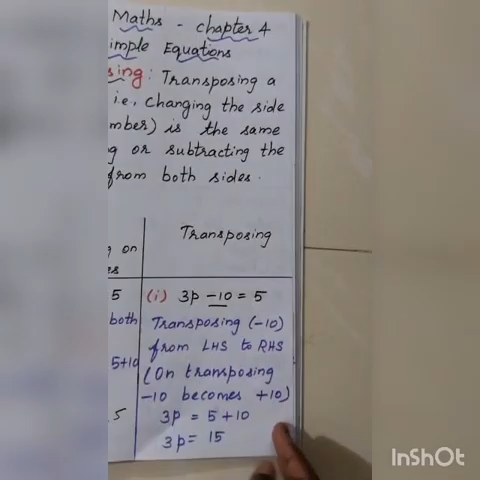 Maths - chapter 4
imple Equations
sing: Transposing a
i.e, changing the side
mber) is the same
g or subtracting the
from both sides.
g on
es
Transposing
5
both
5+10
5
(i) 3p -10 = 5
Transposing (-10)
from LHS to RHS
(On transposing
-10 becomes +10)
3p = 5 + 10
3p = 15
InShOt